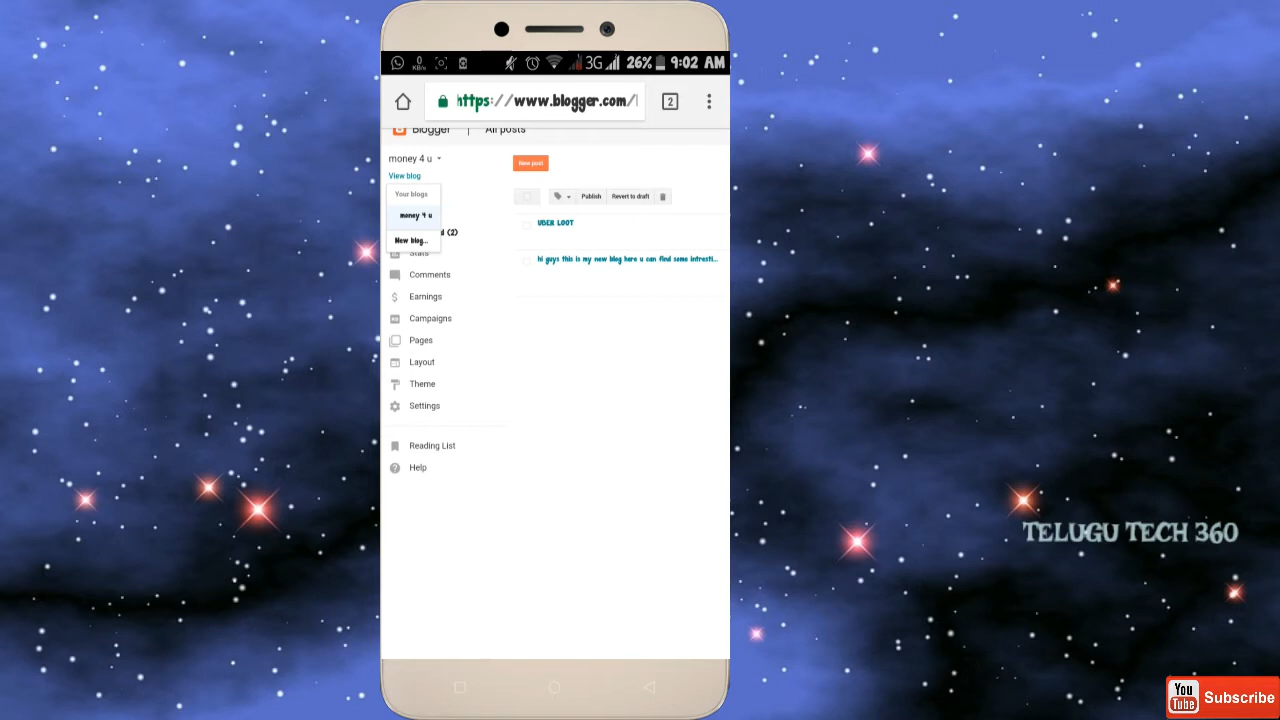 0
KB/s
3G
26%
9:02 AM
https://www.blogger.com/
2
Blogger | All posts
money 4 u
View blog
Your blogs
money 4 u
New blog...
(2)
Stats
Comments
Earnings
Campaigns
Pages
Layout
Theme
Settings
Reading List
Help
New post
Publish
Revert to draft
UBER LOOT
hi guys this is my new blog here u can find some intresti...
TELUGU TECH 360
You
Tube
Subscribe